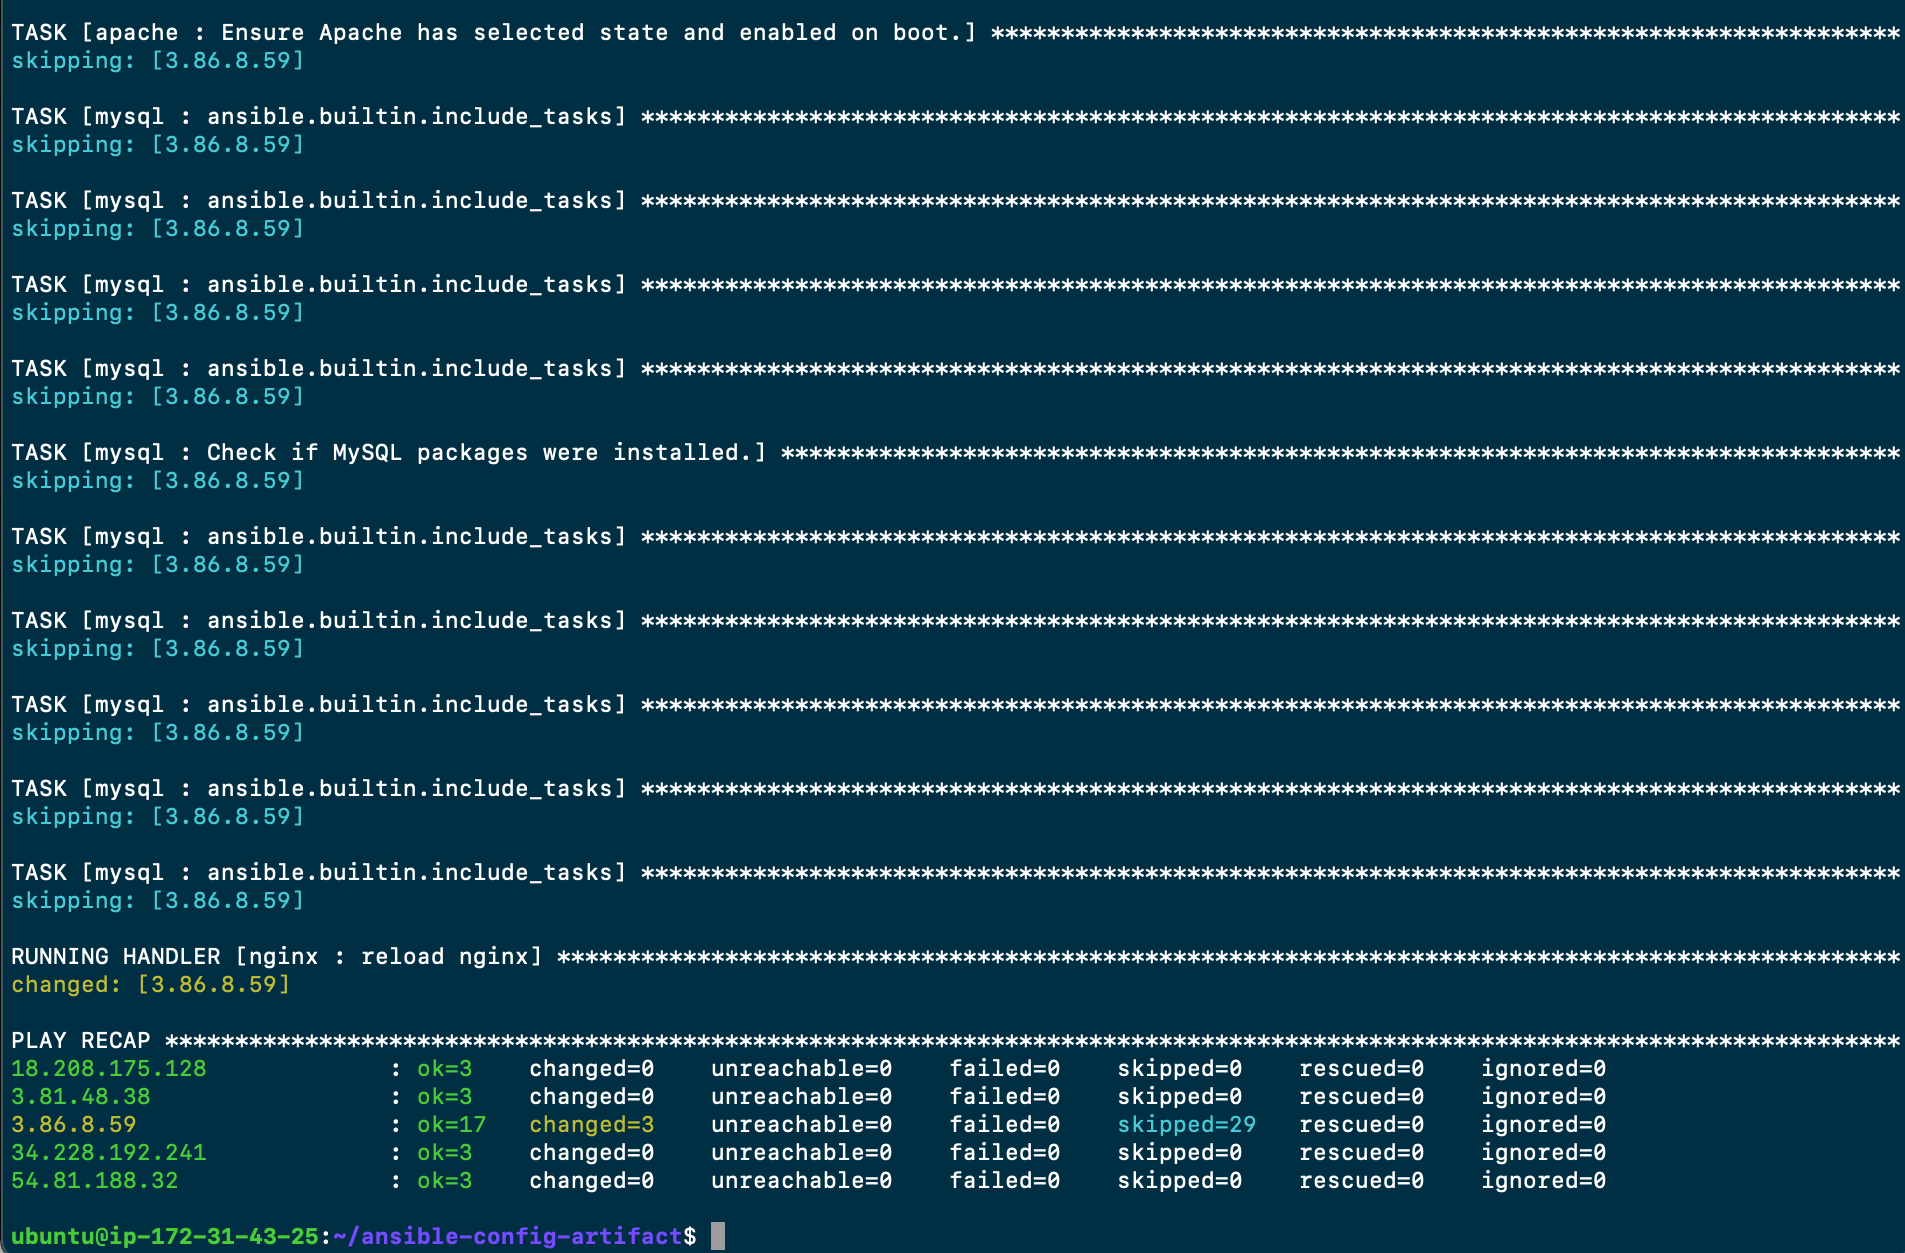 TASK [apache : Ensure Apache has selected state and enabled on boot.] *****************************************************************
skipping: [3.86.8.59]
TASK [mysql : ansible.builtin.include_tasks] ******************************************************************************************
skipping: [3.86.8.59]
TASK [mysql : ansible.builtin.include_tasks] ******************************************************************************************
skipping: [3.86.8.59]
TASK [mysql : ansible.builtin.include_tasks] ******************************************************************************************
skipping: [3.86.8.59]
TASK [mysql : ansible.builtin.include_tasks] ******************************************************************************************
skipping: [3.86.8.59]
TASK [mysql : Check if MySQL packages were installed.] ********************************************************************************
skipping: [3.86.8.59]
TASK [mysql : ansible.builtin.include_tasks] ******************************************************************************************
skipping: [3.86.8.59]
TASK [mysql : ansible.builtin.include_tasks] ******************************************************************************************
skipping: [3.86.8.59]
TASK [mysql : ansible.builtin.include_tasks] ******************************************************************************************
skipping: [3.86.8.59]
TASK [mysql : ansible.builtin.include_tasks] ******************************************************************************************
skipping: [3.86.8.59]
TASK [mysql : ansible.builtin.include_tasks] ******************************************************************************************
skipping: [3.86.8.59]
RUNNING HANDLER [nginx : reload nginx] ************************************************************************************************
changed: [3.86.8.59]
PLAY RECAP ****************************************************************************************************************************
18.208.175.128 : ok=3 changed=0 unreachable=0 failed=0 skipped=0 rescued=0 ignored=0
3.81.48.38 : ok=3 changed=0 unreachable=0 failed=0 skipped=0 rescued=0 ignored=0
3.86.8.59 : ok=17 changed=3 unreachable=0 failed=0 skipped=29 rescued=0 ignored=0
34.228.192.241 : ok=3 changed=0 unreachable=0 failed=0 skipped=0 rescued=0 ignored=0
54.81.188.32 : ok=3 changed=0 unreachable=0 failed=0 skipped=0 rescued=0 ignored=0
ubuntu@ip-172-31-43-25:~/ansible-config-artifact$